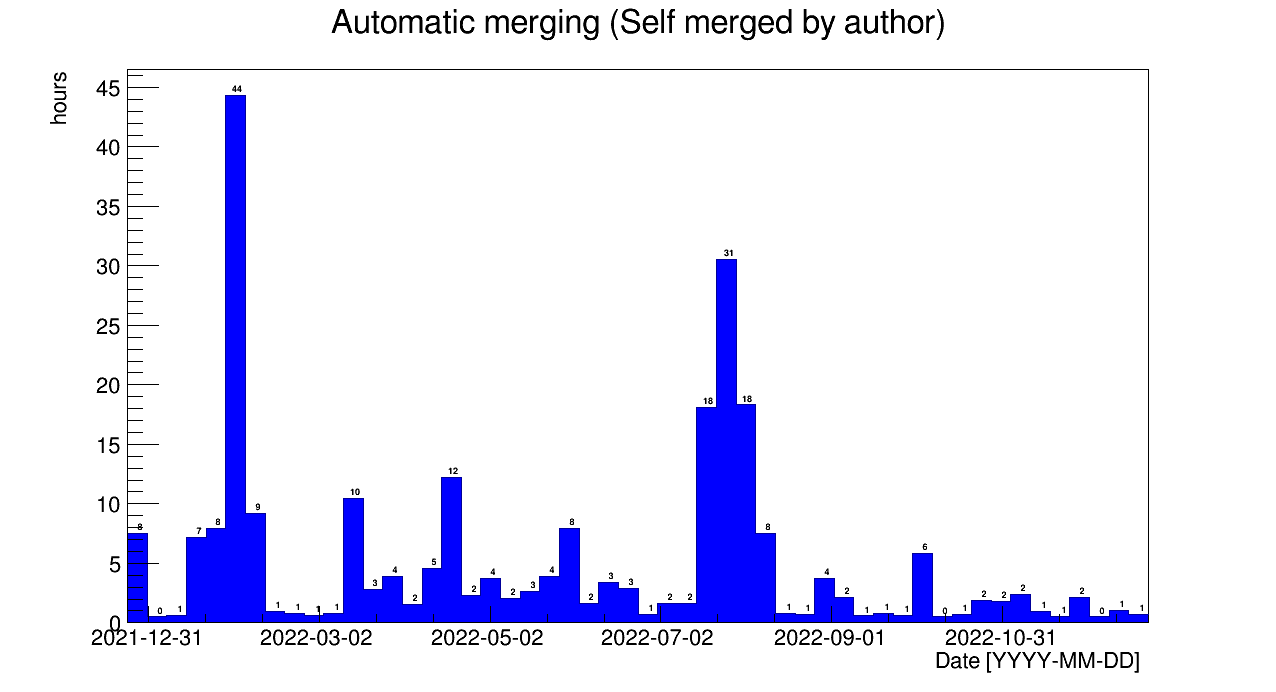 Automatic merging (Self merged by author)
hours
45
40
35
30
25
20
15
10
5
0
8 0 1 7 8 44 9 1 1 1 1 10 3 4 2 5 12 2 4 2 3 4 8 2 3 3 1 2 2 18 31 18 8 1 1 4 2 1 1 1 6 0 1 2 2 2 1 1 2 0 1 1
2021-12-31 2022-03-02 2022-05-02 2022-07-02 2022-09-01 2022-10-31
Date [YYYY-MM-DD]